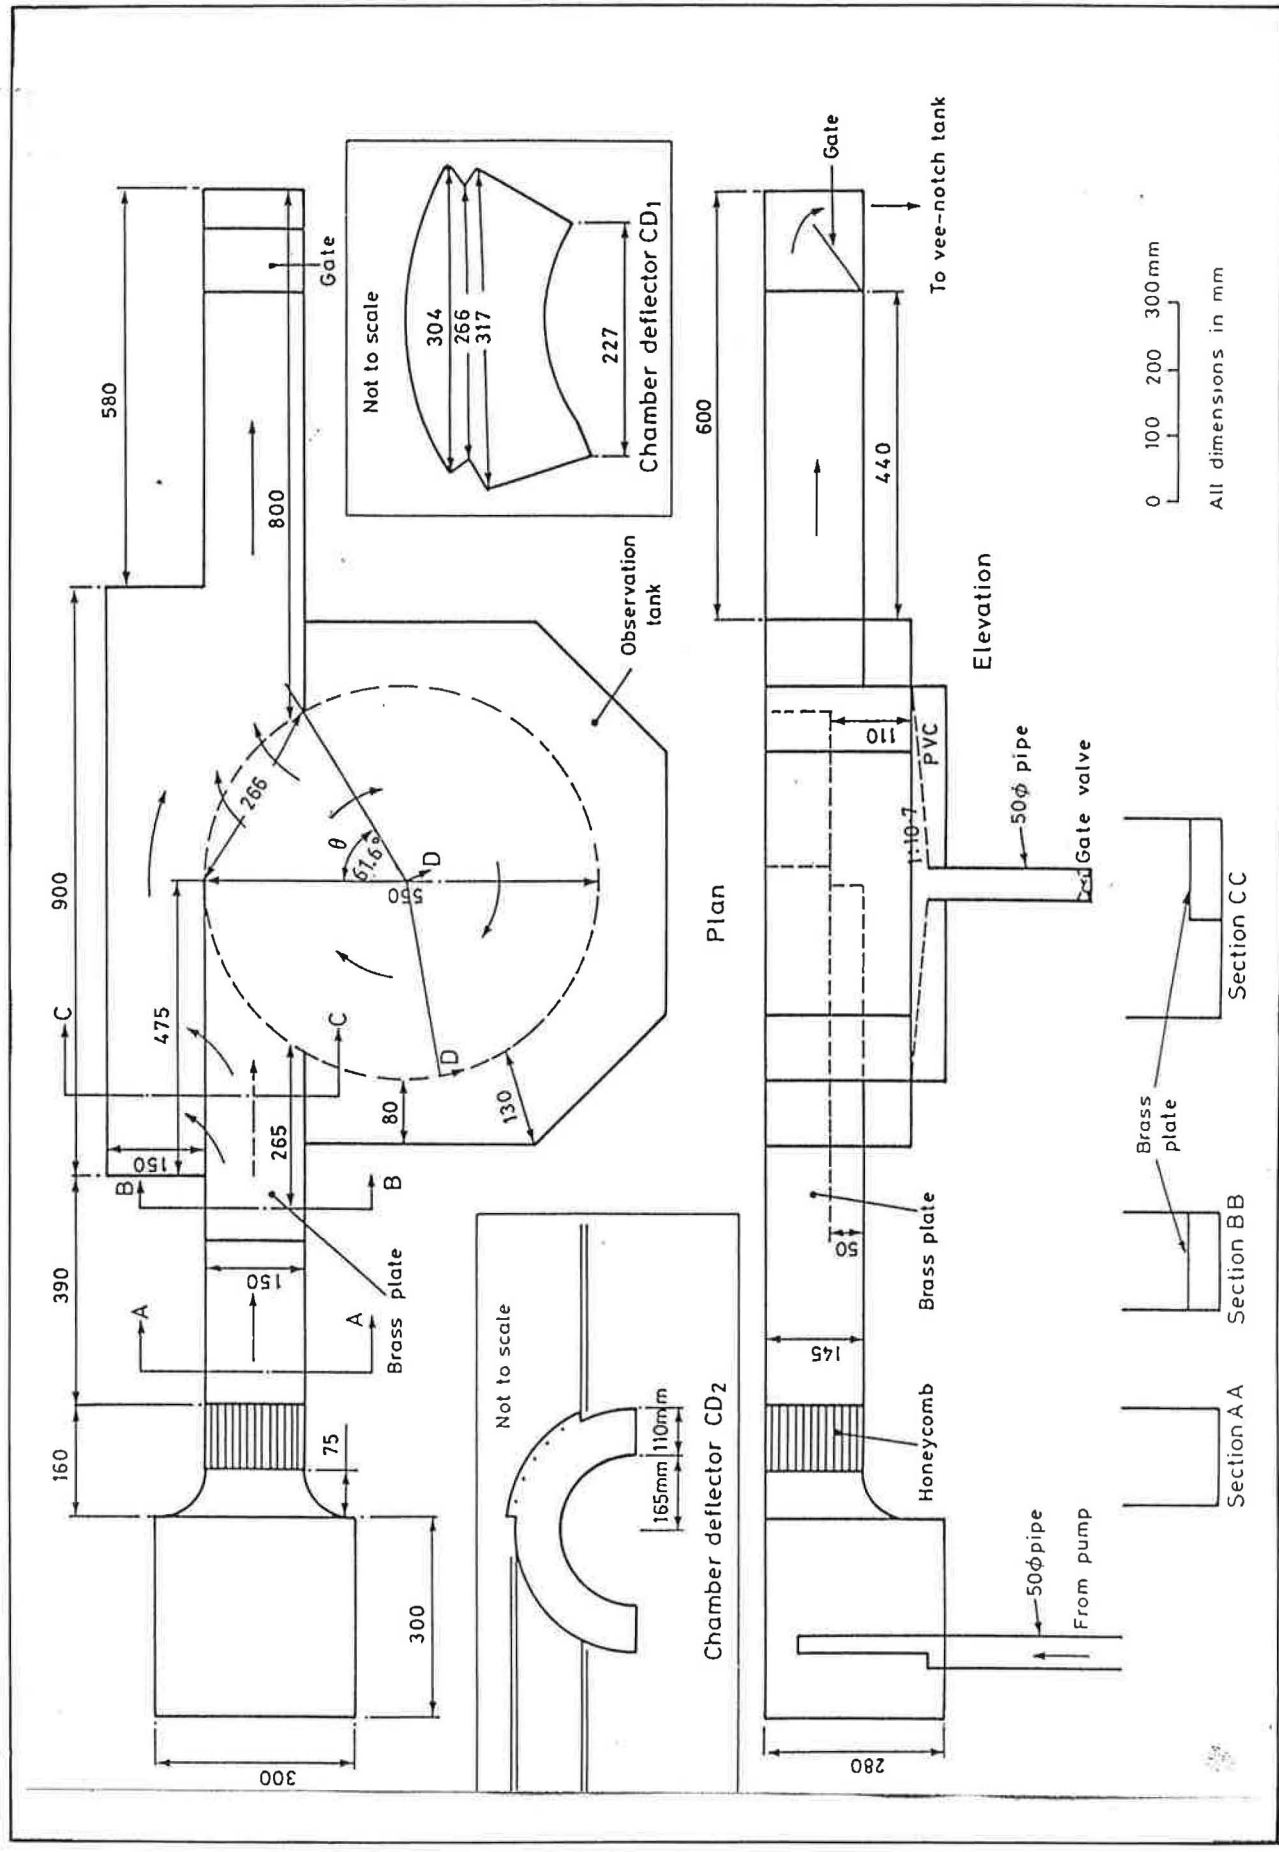 580
Gate
800
900
475
C
C
B
B
A
A
150
150
265
390
160
75
300
300
Brass plate
266
θ
61.6°
550
D
D
80
130
Observation
tank
Plan
Not to scale
304
266
317
227
Chamber deflector CD1
Not to scale
110mm
165mm
Chamber deflector CD2
600
440
Gate
To vee-notch tank
Elevation
110
PVC
1:10·7
50Φ pipe
Gate valve
50
Brass plate
145
Honeycomb
280
50Φ pipe
From pump
Section AA
Section BB
Section CC
Brass
plate
0 100 200 300mm
All dimensions in mm